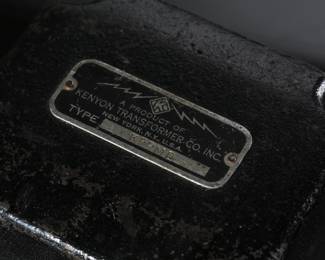 A PRODUCT OF
KENYON TRANSFORMER CO. INC.
NEW YORK, N.Y., U.S.A.
TYPE